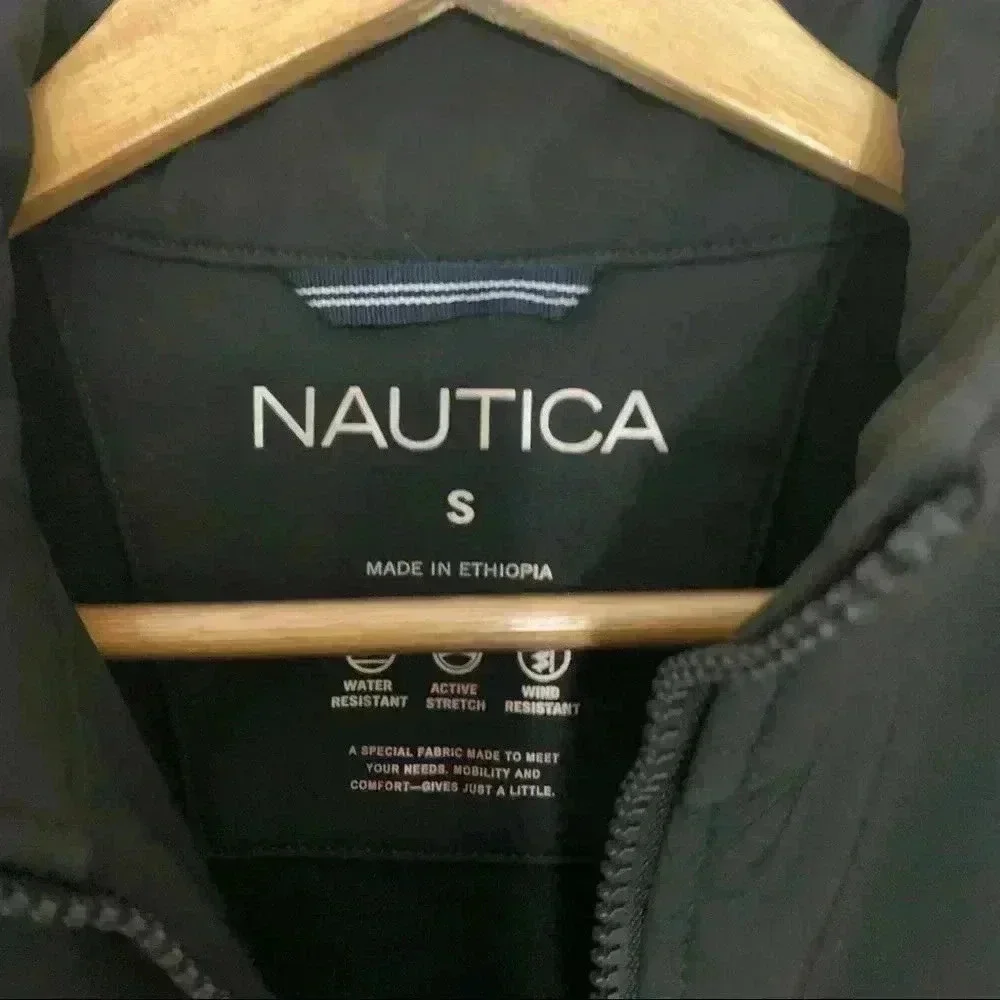 NAUTICA
S
MADE IN ETHIOPIA
WATER RESISTANT
ACTIVE STRETCH
WIND RESISTANT
A SPECIAL FABRIC MADE TO MEET
YOUR NEEDS. MOBILITY AND
COMFORT—GIVES JUST A LITTLE.